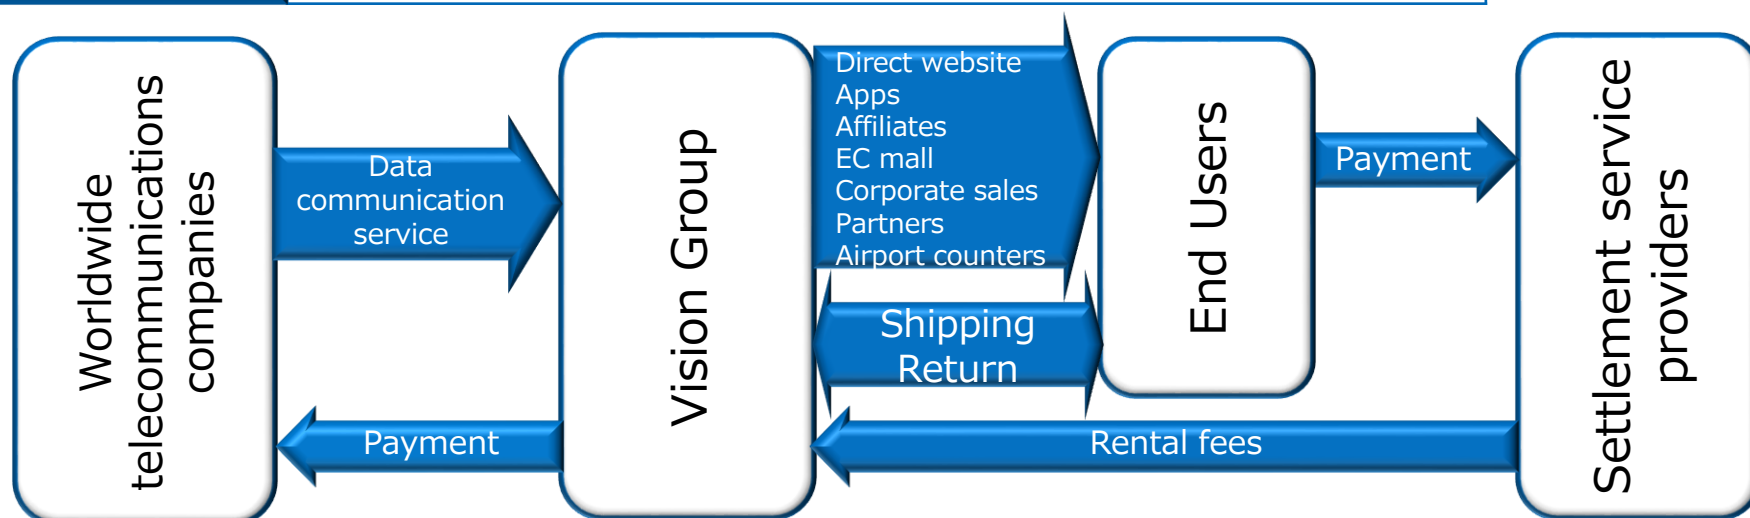 Worldwide
telecommunications
companies
Data
communication
service
Payment
Vision Group
Direct website
Apps
Affiliates
EC mall
Corporate sales
Partners
Airport counters
Shipping
Return
End Users
Payment
Rental fees
Settlement service
providers